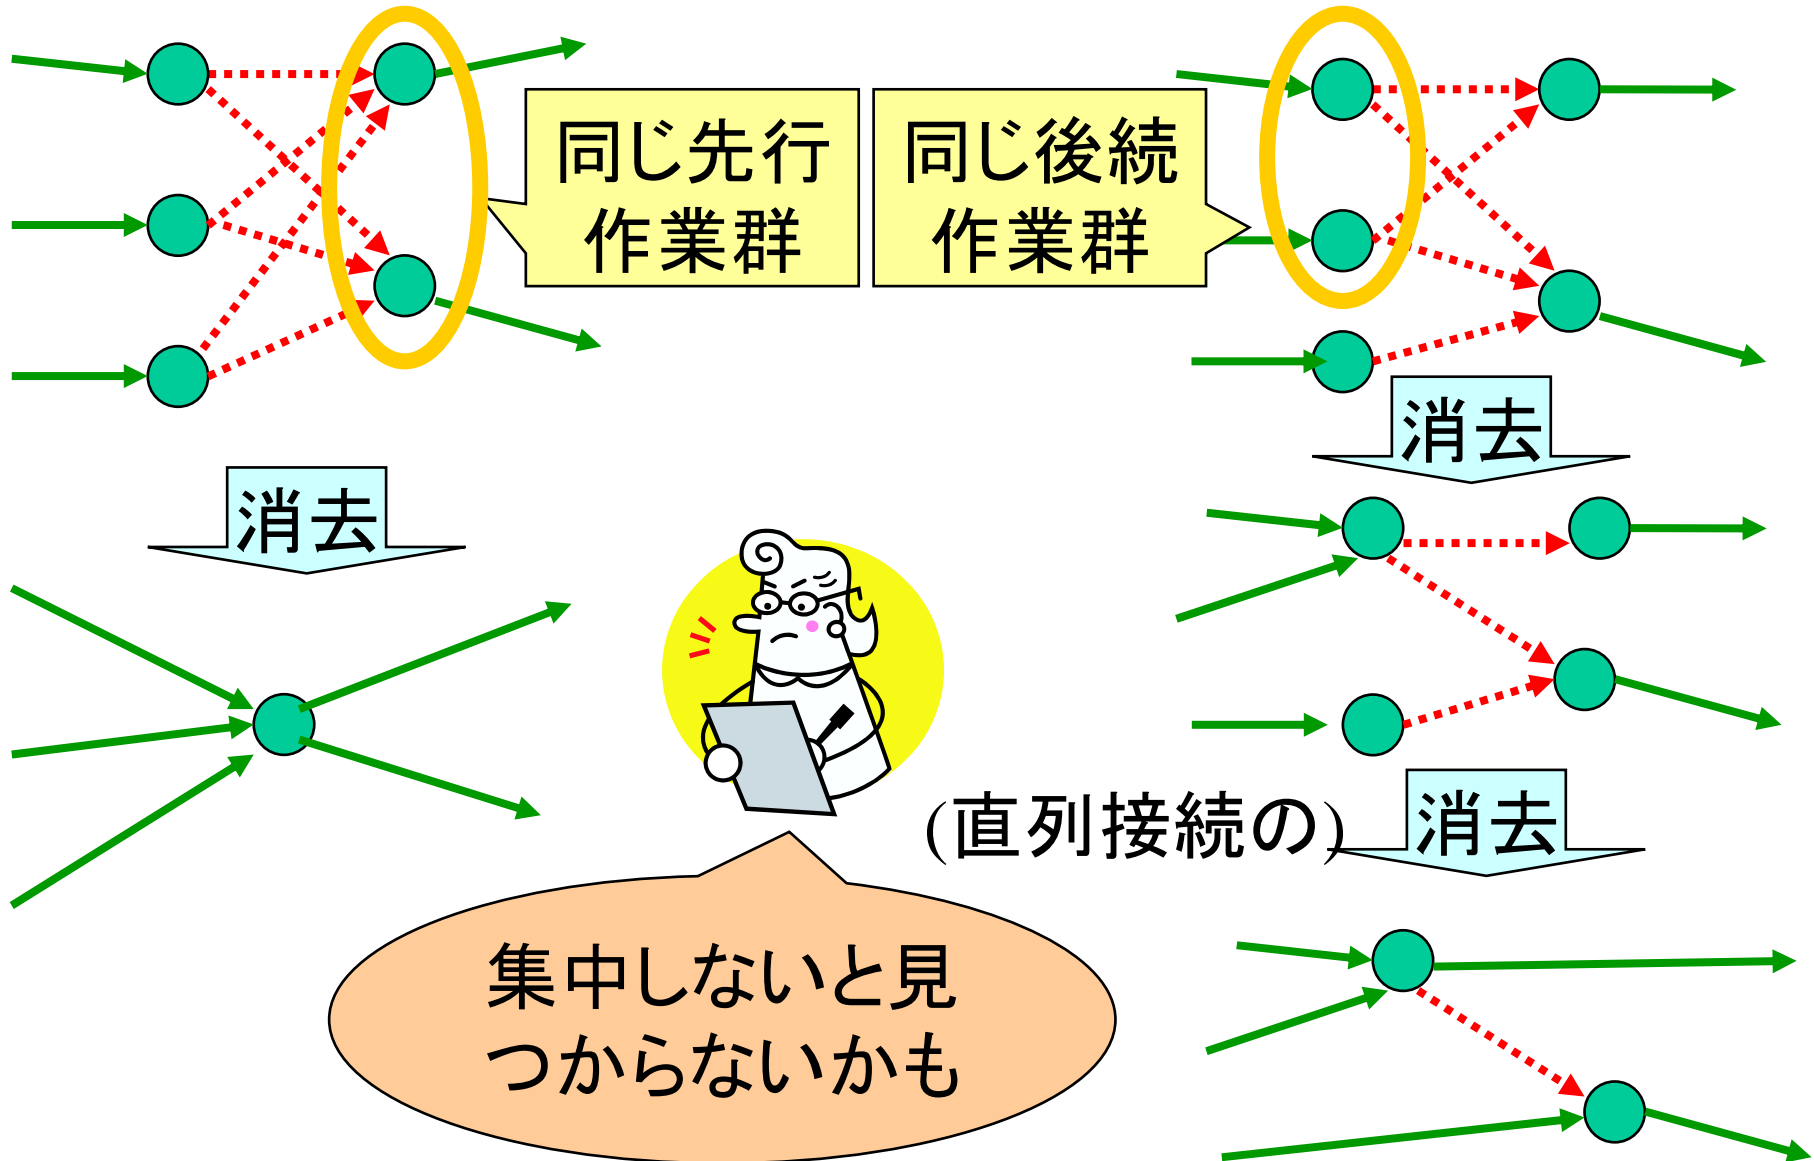 同じ先行
作業群
同じ後続
作業群
消去
消去
(直列接続の)
消去
集中しないと見
つからないかも